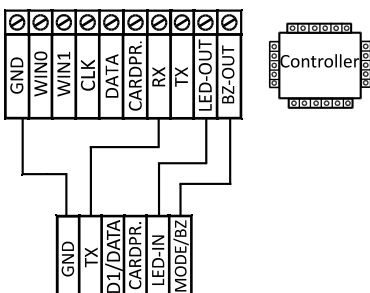 GND
WIN0
WIN1
CLK
DATA
CARDPR.
RX
TX
LED-OUT
BZ-OUT
Controller
GND
TX
D1/DATA
CARDPR.
LED-IN
MODE/BZ